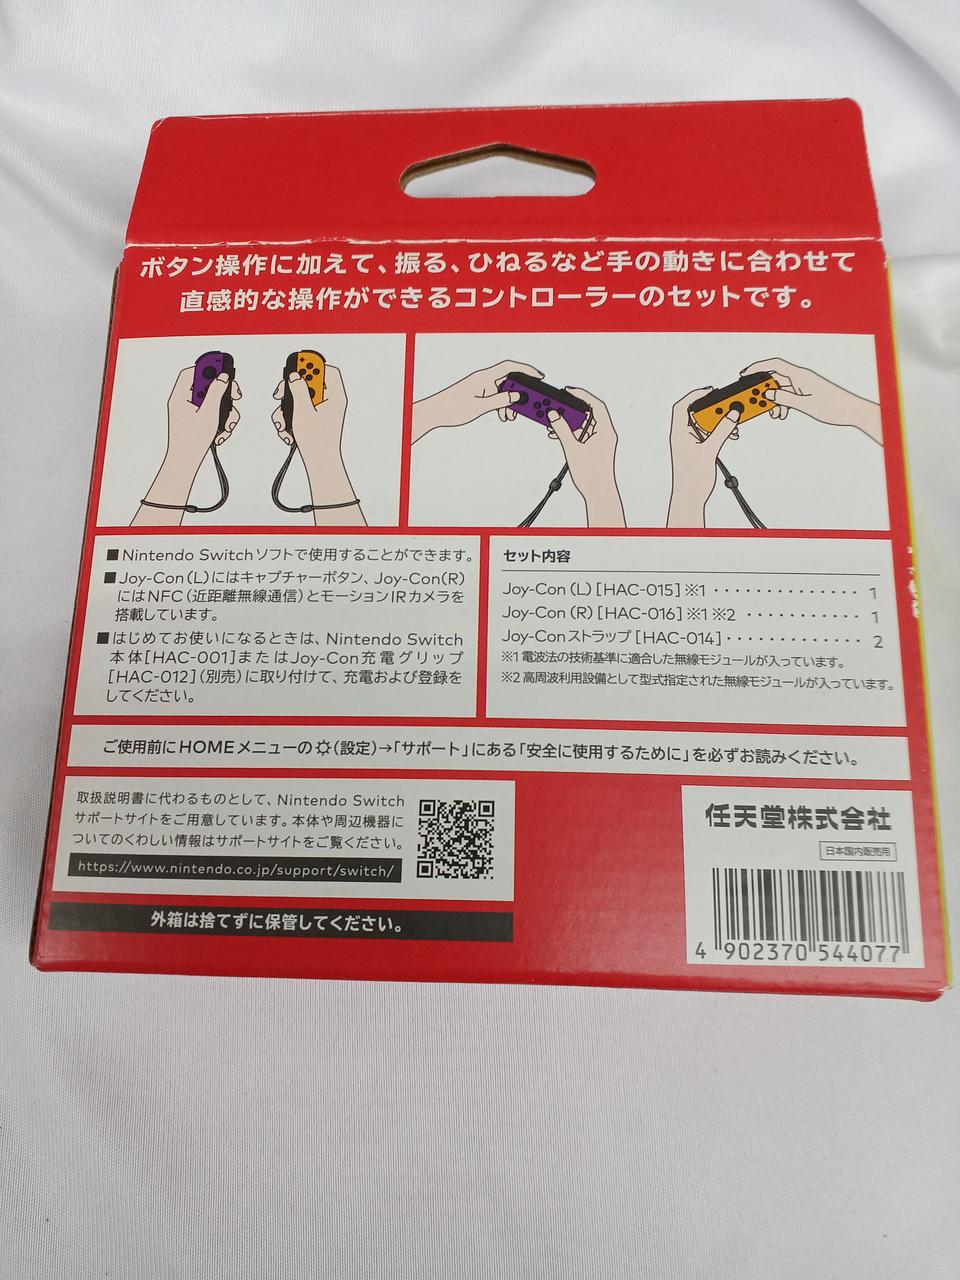 ボタン操作に加えて、振る、ひねるなど手の動きに合わせて
直感的な操作ができるコントローラーのセットです。
■Nintendo Switchソフトで使用することができます。
■Joy-Con(L)にはキャプチャーボタン、Joy-Con(R)
にはNFC(近距離無線通信)とモーションIRカメラを
搭載しています。
■はじめてお使いになるときは、Nintendo Switch
本体[HAC-001]またはJoy-Con充電グリップ
[HAC-012](別売)に取り付けて、充電および登録を
してください。
セット内容
Joy-Con (L) [HAC-015]※1 ・・・・・・・・・・・・・・ 1
Joy-Con (R) [HAC-016]※1 ※2 ・・・・・・・・・・・ 1
Joy-Conストラップ [HAC-014]・・・・・・・・・・・・・ 2
※1 電波法の技術基準に適合した無線モジュールが入っています。
※2 高周波利用設備として型式指定された無線モジュールが入っています。
ご使用前にHOMEメニューの(設定)→「サポート」にある「安全に使用するために」を必ずお読みください。
取扱説明書に代わるものとして、Nintendo Switch
サポートサイトをご用意しています。本体や周辺機器に
ついてのくわしい情報はサポートサイトをご覧ください。
https://www.nintendo.co.jp/support/switch/
外箱は捨てずに保管してください。
任天堂株式会社
日本国内販売用
4 902370 544077